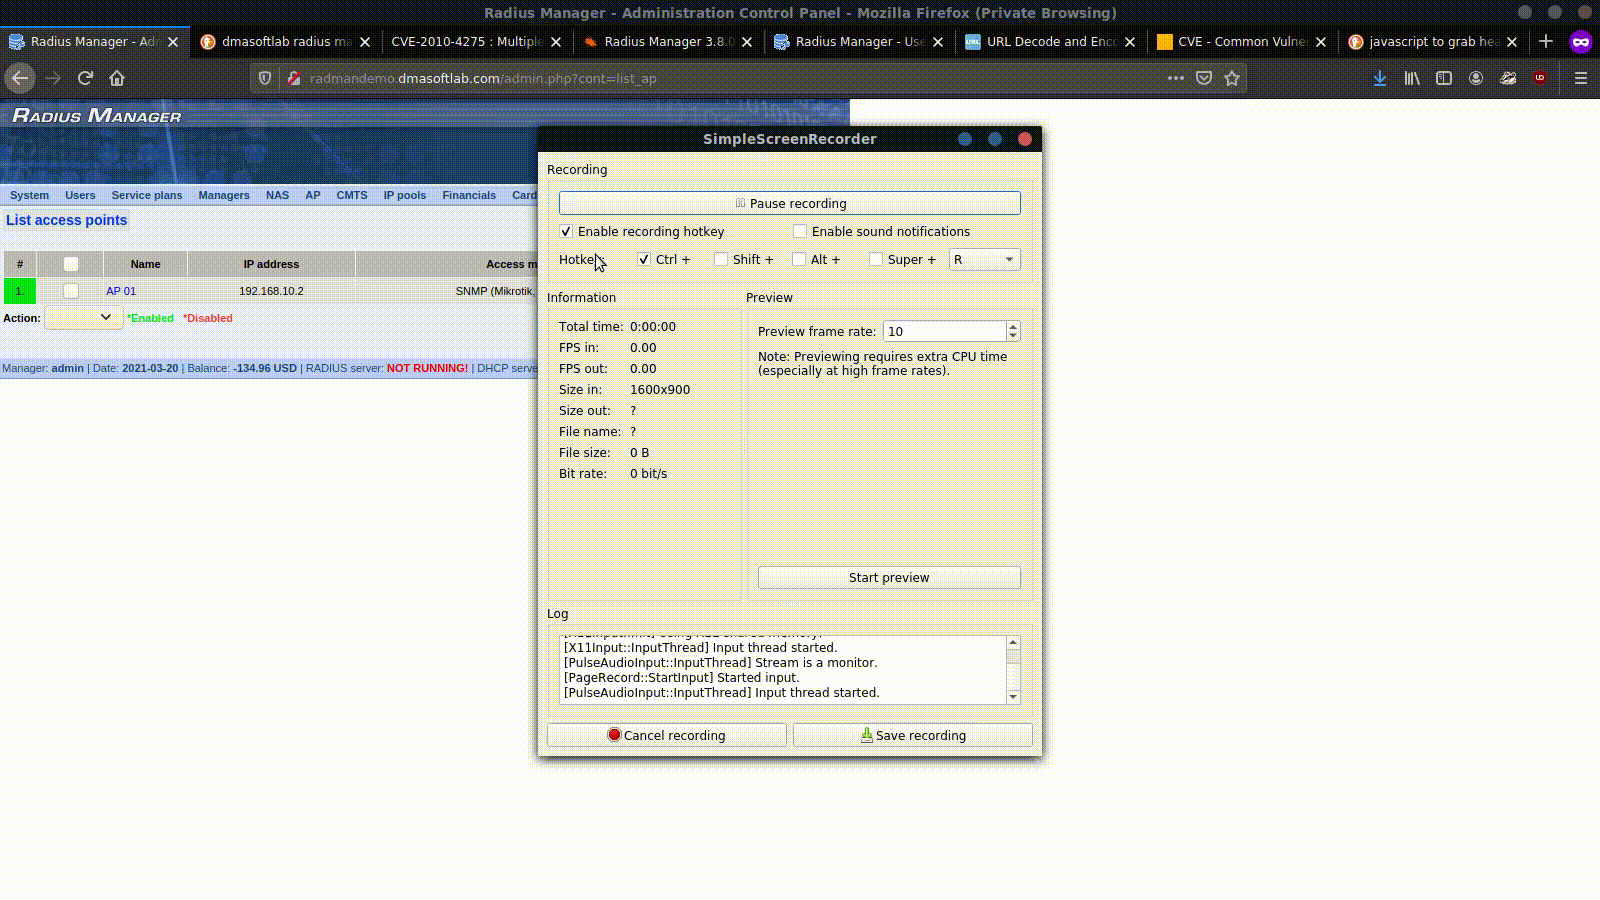 Radius Manager - Administration Control Panel - Mozilla Firefox (Private Browsing)
Radius Manager - Adm
dmasoftlab radius ma
CVE-2010-4275 : Multiple
Radius Manager 3.8.0
Radius Manager - Use
URL Decode and Enco
CVE - Common Vulner
javascript to grab hea
radmandemo.dmasoftlab.com/admin.php?cont=list_ap
RADIUS MANAGER
System Users Service plans Managers NAS AP CMTS IP pools Financials Card
List access points
# Name IP address Access m
1. AP 01 192.168.10.2 SNMP (Mikrotik,
Action: *Enabled *Disabled
Manager: admin | Date: 2021-03-20 | Balance: -134.96 USD | RADIUS server: NOT RUNNING! | DHCP serve
SimpleScreenRecorder
Recording
Pause recording
Enable recording hotkey Enable sound notifications
Ctrl + Shift + Alt + Super + R
Information
Total time: 0:00:00
FPS in: 0.00
FPS out: 0.00
Size in: 1600x900
Size out: ?
File name: ?
File size: 0 B
Bit rate: 0 bit/s
Preview
Preview frame rate: 10
Note: Previewing requires extra CPU time
(especially at high frame rates).
Start preview
Log
[X11Input::InputThread] Input thread started.
[PulseAudioInput::InputThread] Stream is a monitor.
[PageRecord::StartInput] Started input.
[PulseAudioInput::InputThread] Input thread started.
Cancel recording Save recording